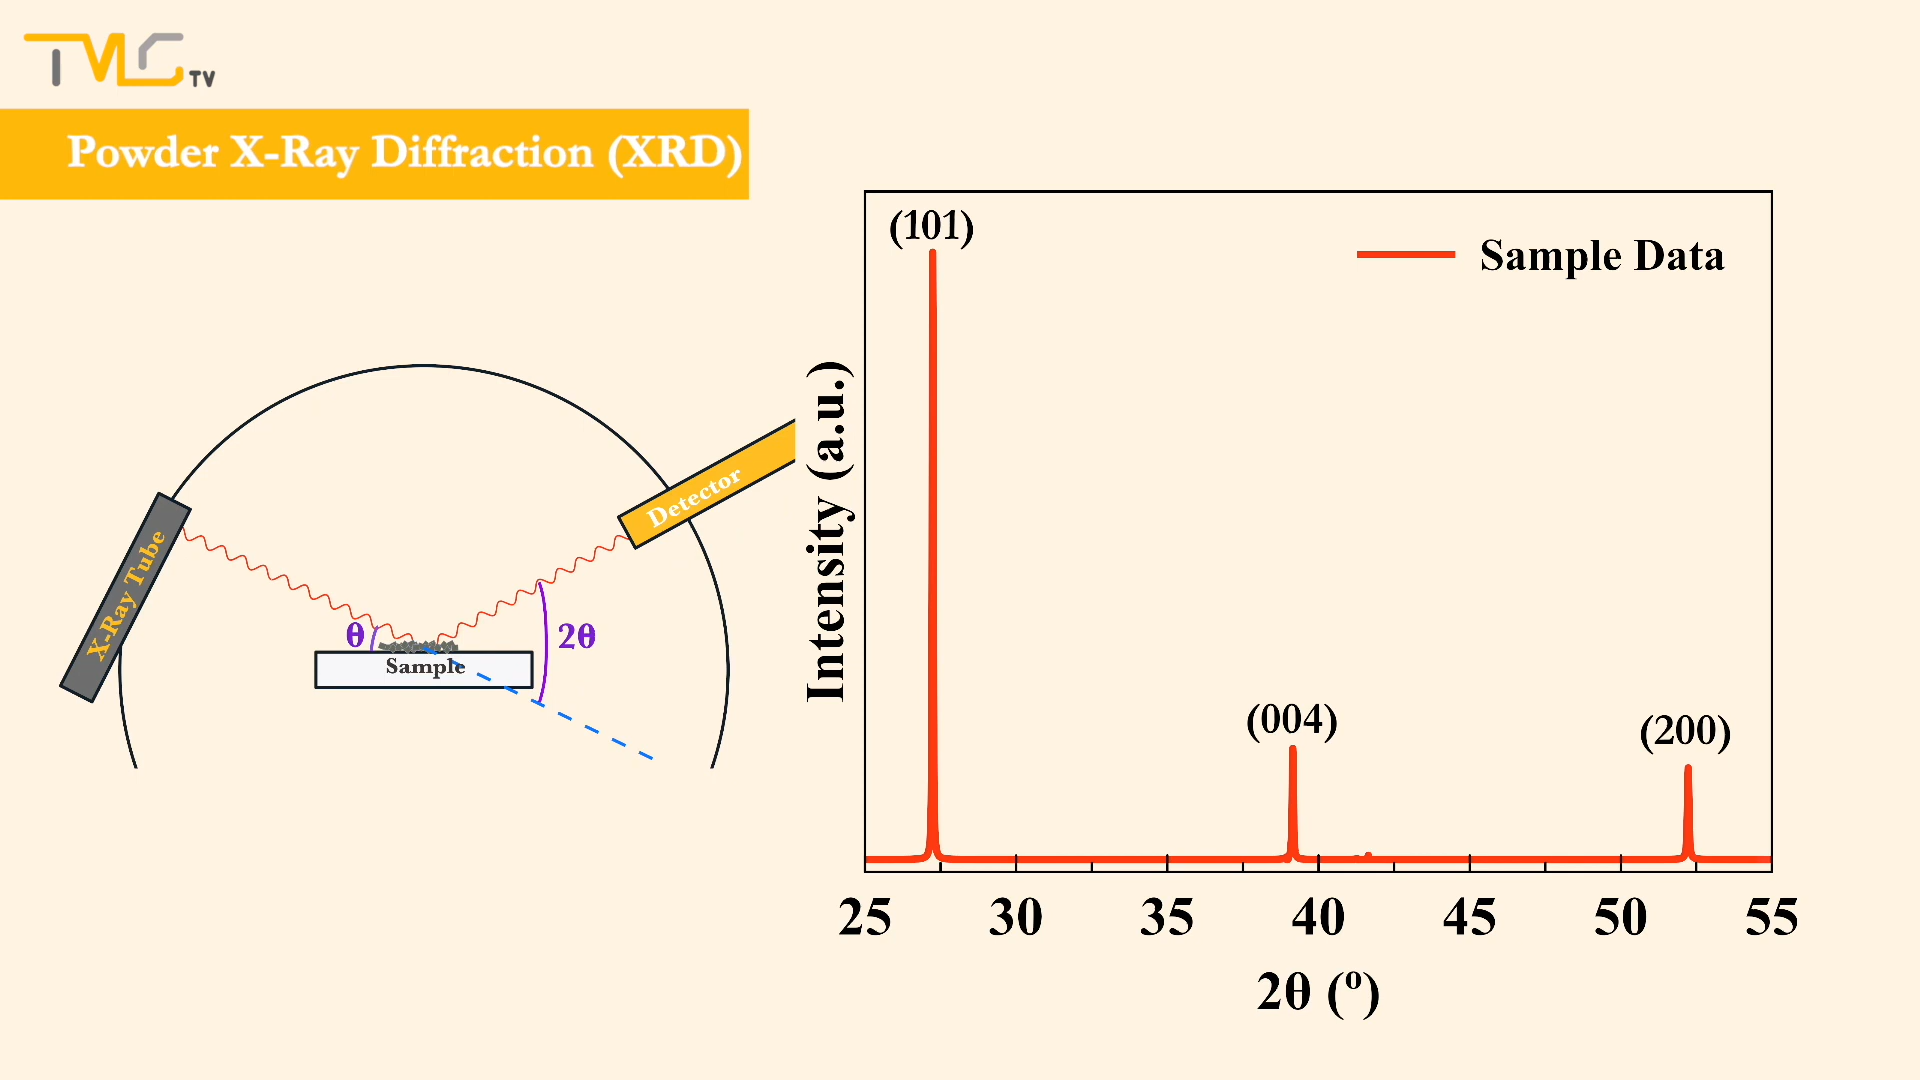 TMC TV
Powder X-Ray Diffraction (XRD)
X-Ray Tube
Detector
θ
2θ
Sample
Intensity (a.u.)
(101)
Sample Data
(004)
(200)
25 30 35 40 45 50 55
2θ (º)